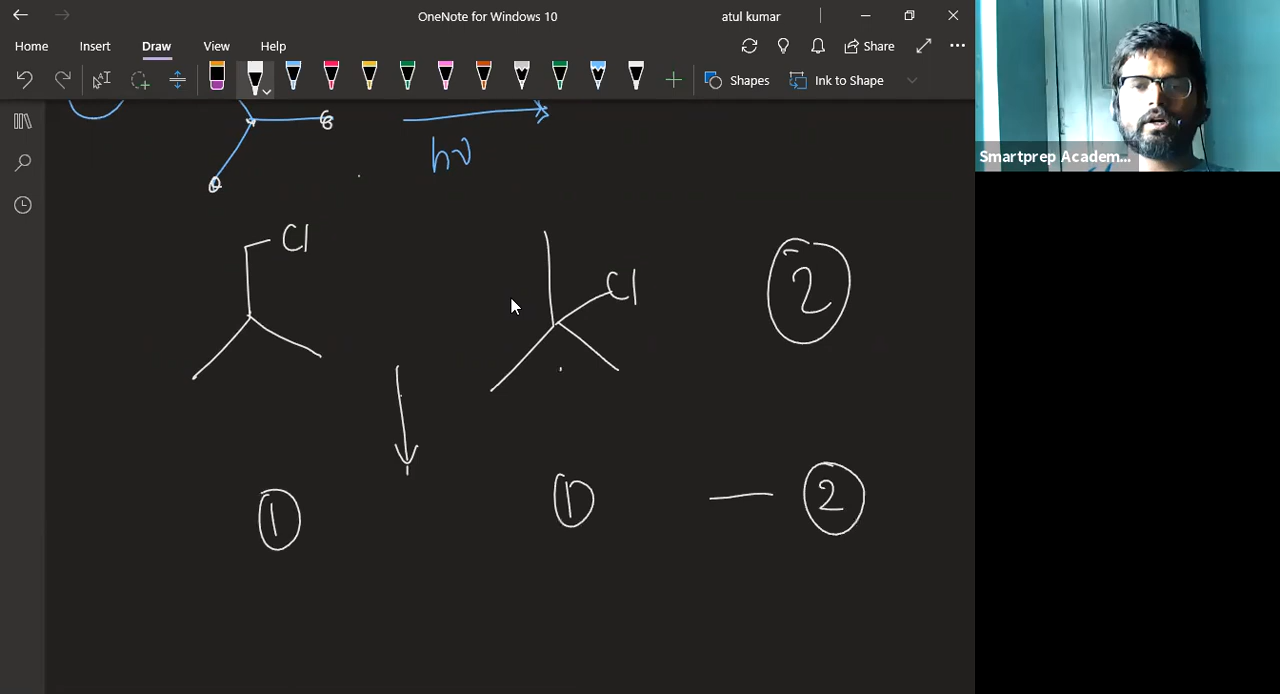 OneNote for Windows 10
atul kumar
Home Insert Draw View Help
Share
Shapes
Ink to Shape
Smartprep Academ...
hν
Cl
Cl
2
1
1
— 2